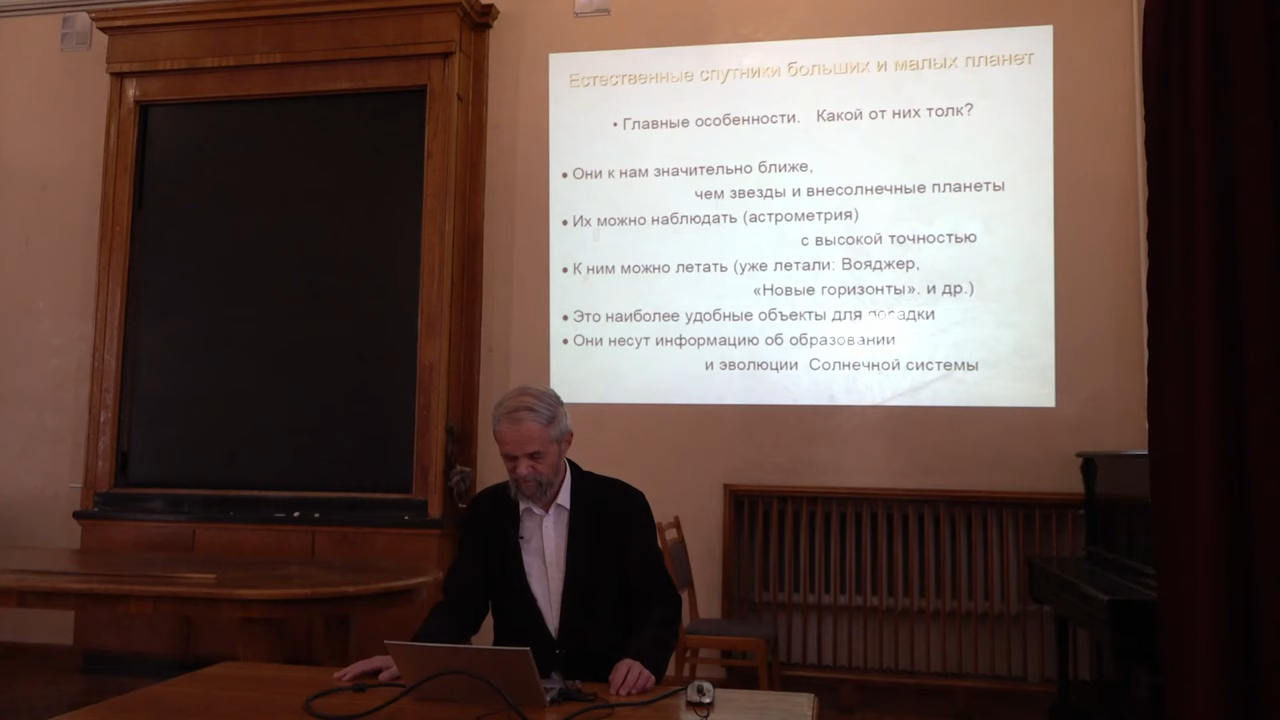 Естественные спутники больших и малых планет
• Главные особенности. Какой от них толк?
• Они к нам значительно ближе,
чем звезды и внесолнечные планеты
• Их можно наблюдать (астрометрия)
с высокой точностью
• К ним можно летать (уже летали: Вояджер,
«Новые горизонты». и др.)
• Это наиболее удобные объекты для посадки
• Они несут информацию об образовании
и эволюции Солнечной системы